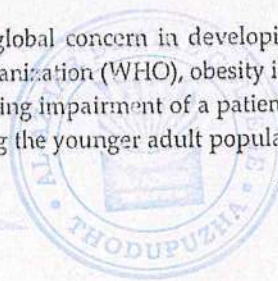 global concern in developi
anization (WHO), obesity i
ing impairment of a patien
g the younger adult popula
THODUPUZHA